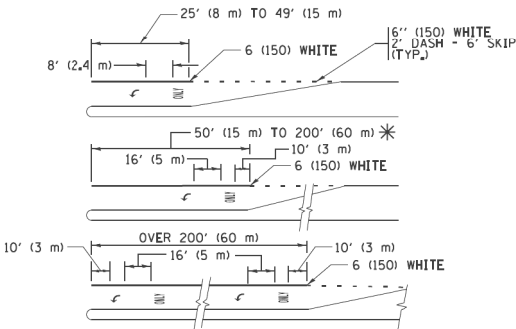 25' (8 m) TO 49' (15 m)
6 (150) WHITE
6'' (150) WHITE
2' DASH - 6' SKIP
(TYP.)
8' (2.4 m)
ONLY
50' (15 m) TO 200' (60 m) ✳
16' (5 m)
10' (3 m)
6 (150) WHITE
ONLY
OVER 200' (60 m)
10' (3 m)
16' (5 m)
10' (3 m)
6 (150) WHITE
ONLY
ONLY